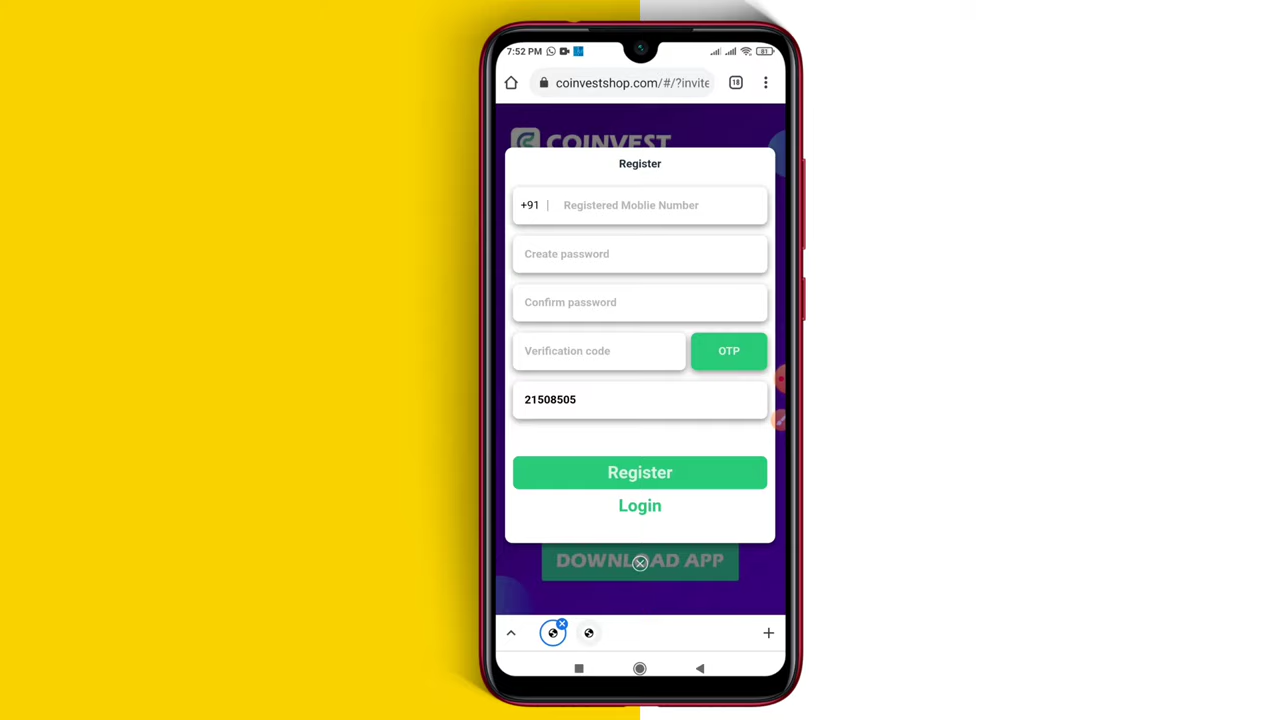 7:52 PM
81
coinvestshop.com/#/?invite
18
COINVEST
Register
+91 | Registered Moblie Number
Create password
Confirm password
Verification code
OTP
21508505
Register
Login
DOWNLOAD APP